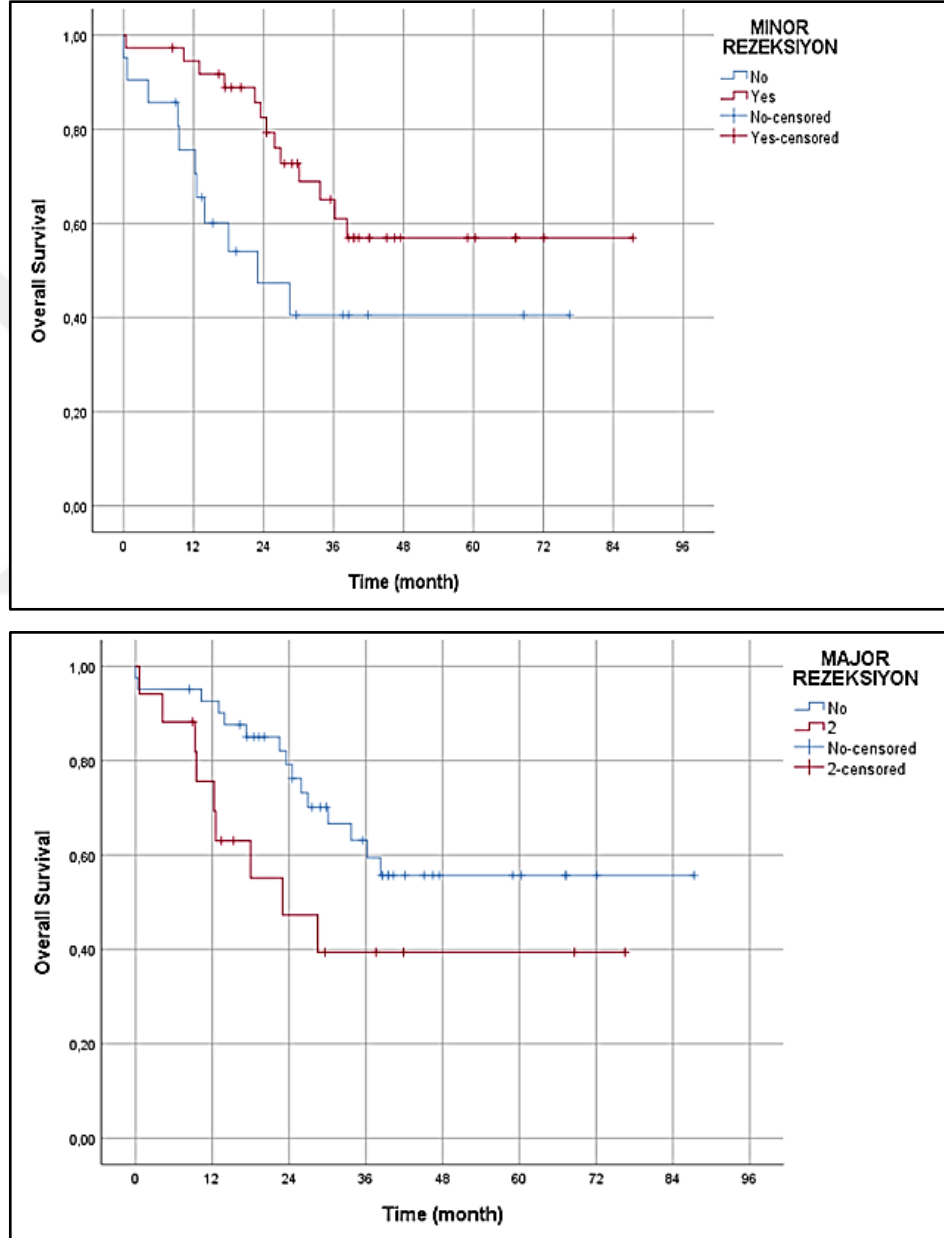 MINOR
REZEKSIYON
No
Yes
No-censored
Yes-censored
1,00
0,80
0,60
0,40
0,20
0,00
Overall Survival
0 12 24 36 48 60 72 84 96
Time (month)
MAJOR
REZEKSIYON
No
2
No-censored
2-censored
1,00
0,80
0,60
0,40
0,20
0,00
Overall Survival
0 12 24 36 48 60 72 84 96
Time (month)